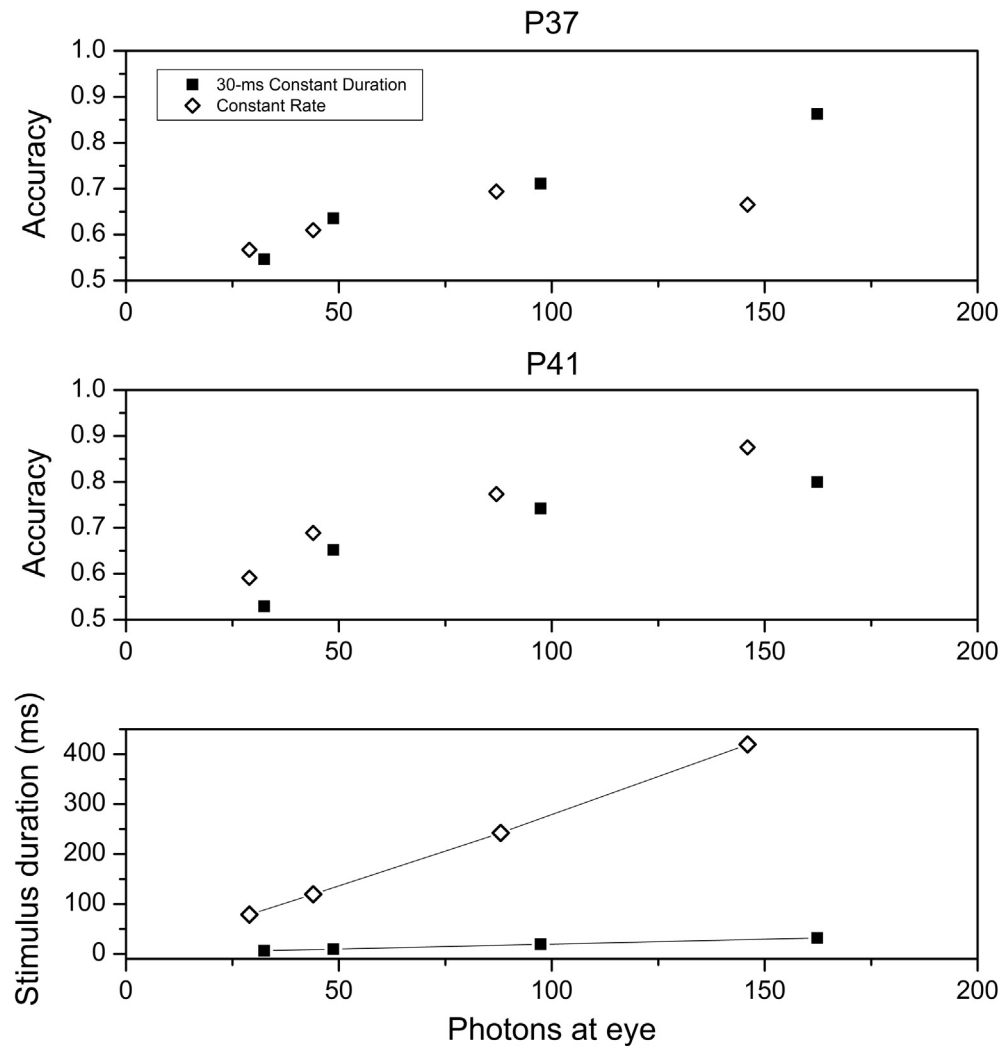 P37
1.0
0.9
0.8
0.7
0.6
0.5
Accuracy
30-ms Constant Duration
Constant Rate
0 50 100 150 200
P41
1.0
0.9
0.8
0.7
0.6
0.5
Accuracy
0 50 100 150 200
400
300
200
100
0
Stimulus duration (ms)
0 50 100 150 200
Photons at eye